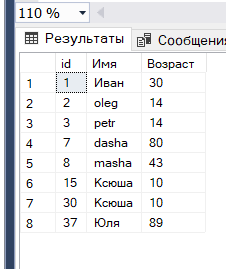 110 %
Результаты Сообщения
id Имя Возраст
1 1 Иван 30
2 2 oleg 14
3 3 petr 14
4 7 dasha 80
5 8 masha 43
6 15 Ксюша 10
7 30 Ксюша 10
8 37 Юля 89